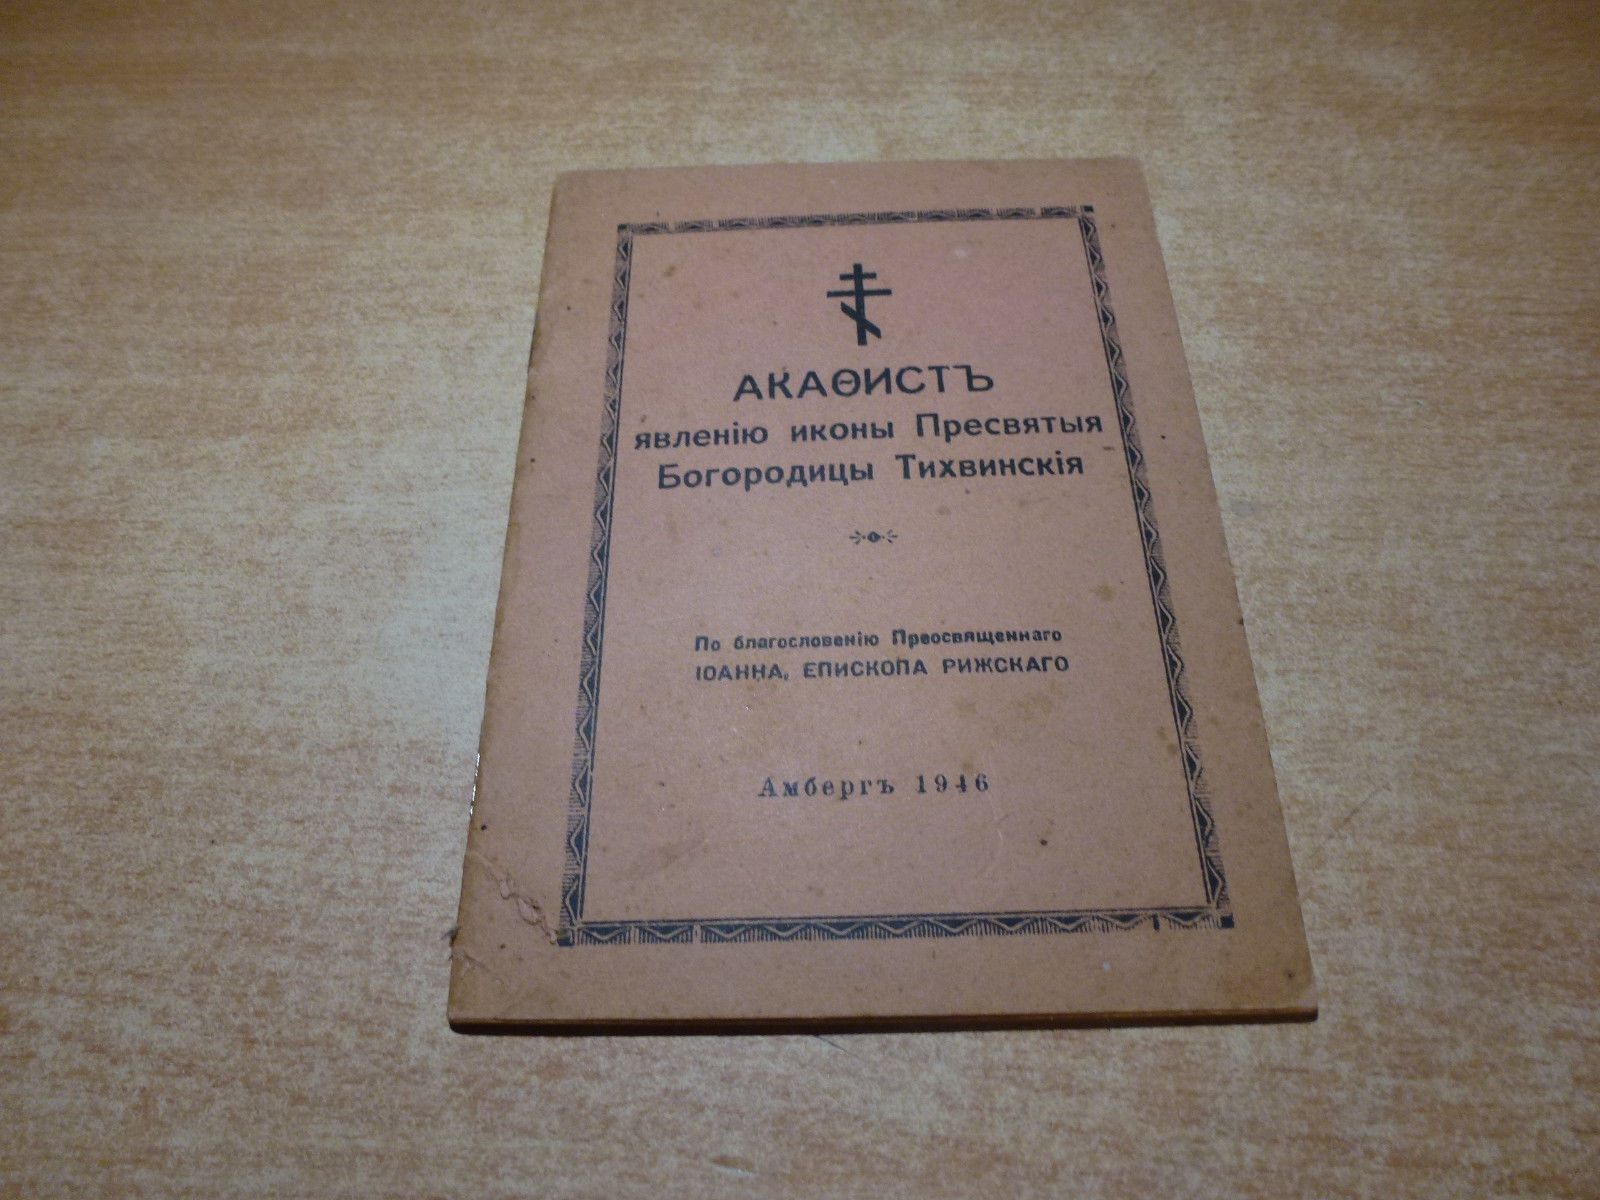 АКАѲИСТЪ
явленію иконы Пресвятыя
Богородицы Тихвинскія
По благословенію Преосвященнаго
ІОАННА, ЕПИСКОПА РИЖСКАГО
Амбергъ 1946